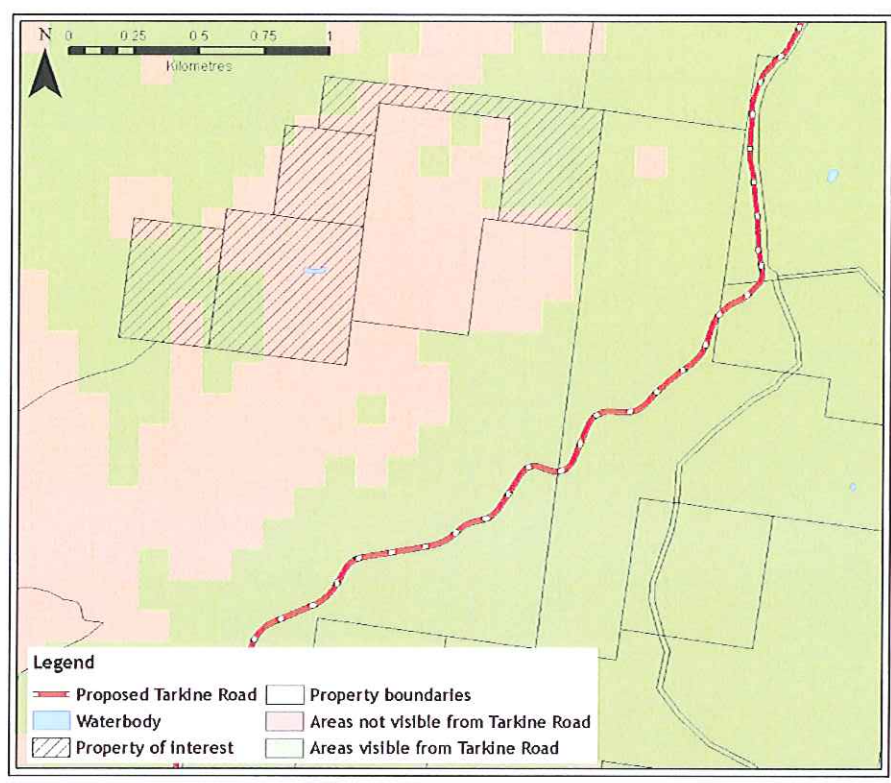 N
0 0 25 0 5 0.75 1
Kilometres
Legend
Proposed Tarkine Road
Property boundaries
Waterbody
Areas not visible from Tarkine Road
Property of interest
Areas visible from Tarkine Road